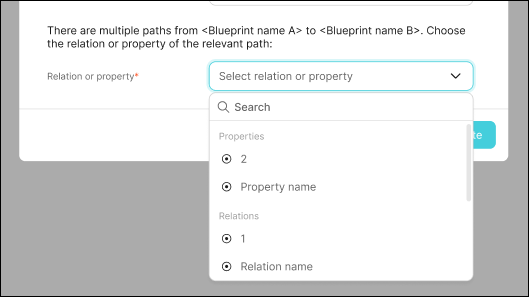 There are multiple paths from <Blueprint name A> to <Blueprint name B>. Choose
the relation or property of the relevant path:
Relation or property*
Select relation or property
Search
Properties
2
Property name
Relations
1
Relation name